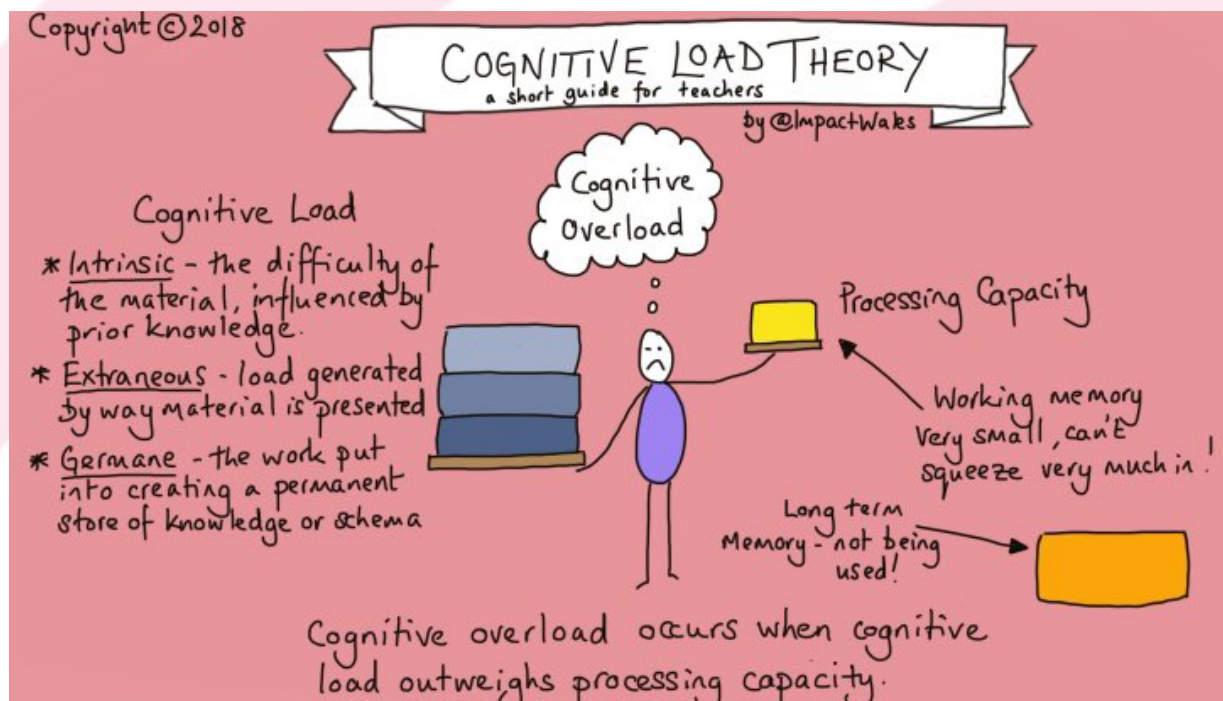 Copyright ©2018
COGNITIVE LOAD THEORY
a short guide for teachers
by @ImpactWales
Cognitive Overload
Cognitive Load
* Intrinsic - the difficulty of
the material, influenced by
prior knowledge.
* Extraneous - load generated
by way material is presented
* Germane - the work put
into creating a permanent
store of knowledge or schema
Processing Capacity
Working memory
very small, can't
squeeze very much in!
Long term
Memory - not being
used!
Cognitive overload occurs when cognitive
load outweighs processing capacity.